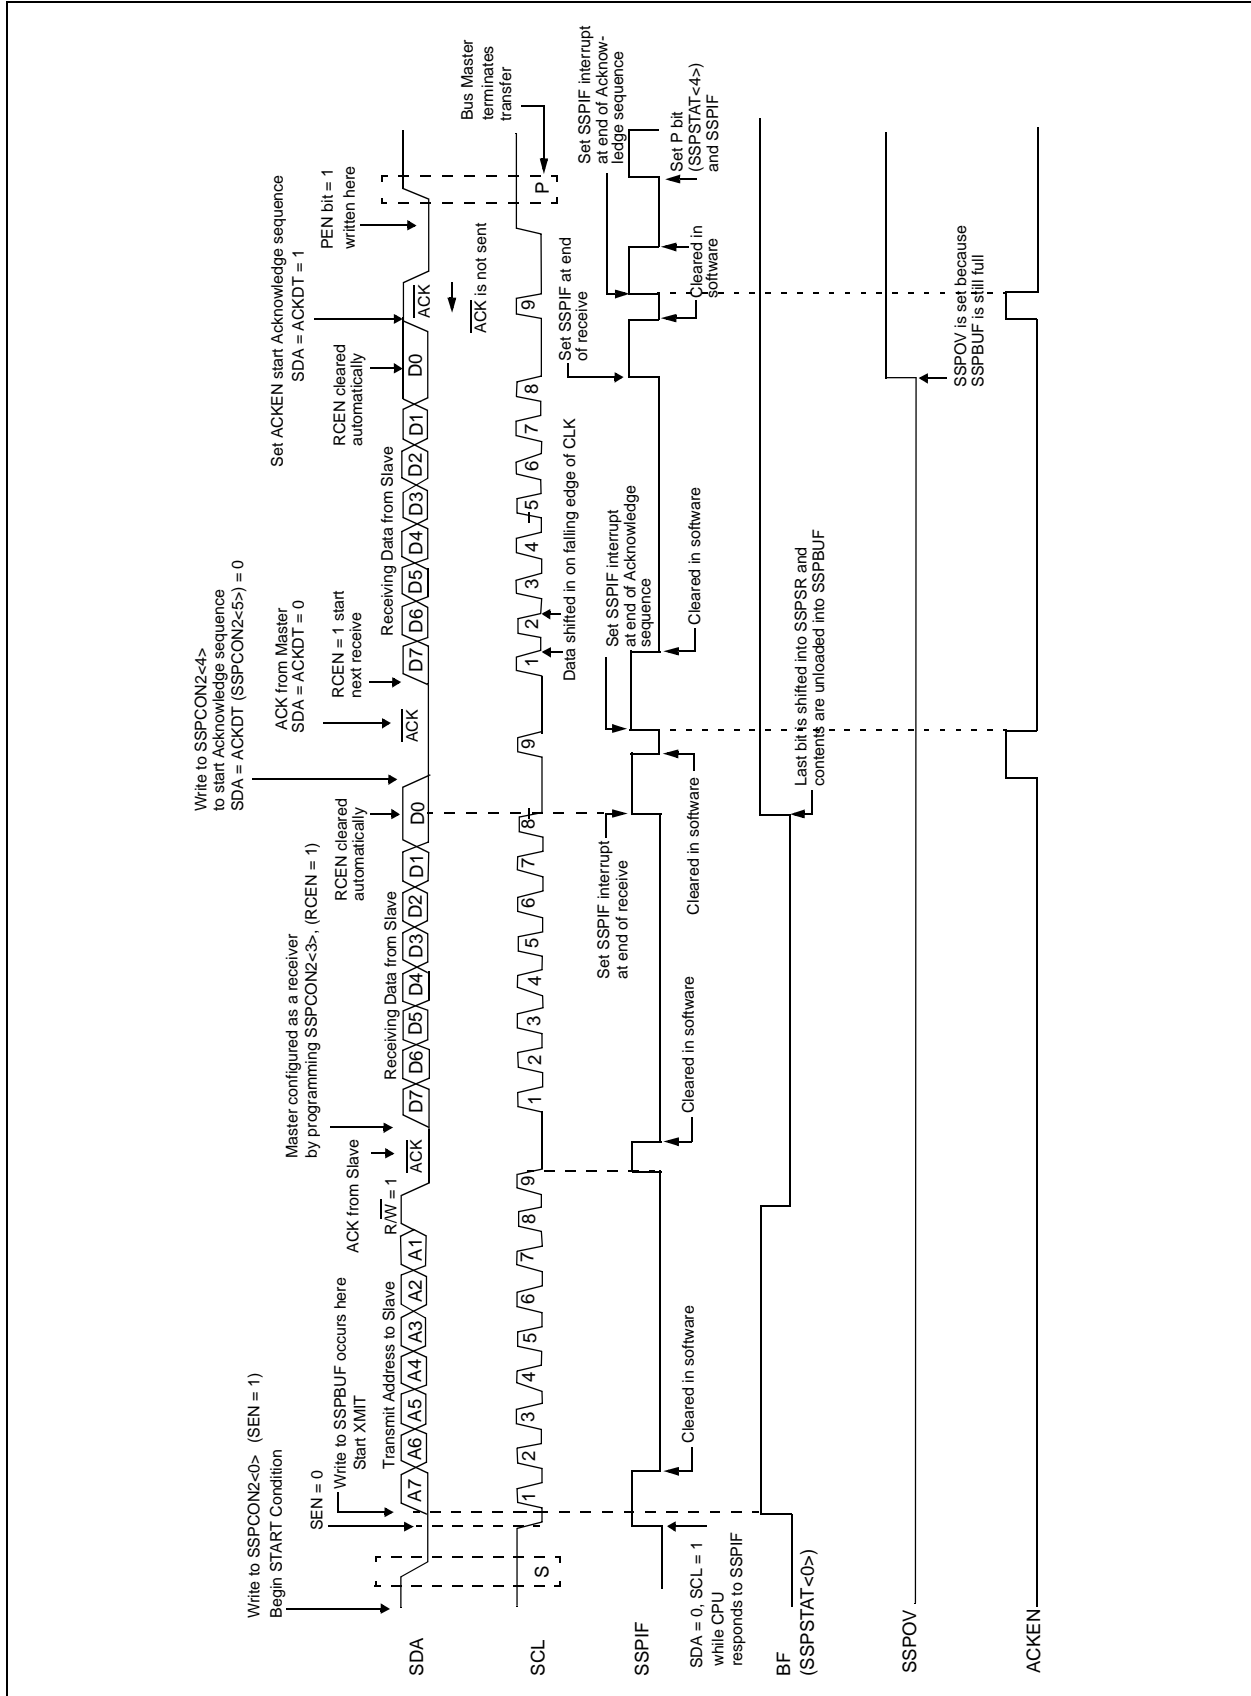 Write to SSPCON2<0> (SEN = 1)
Begin START Condition
SEN = 0
Write to SSPBUF occurs here
Start XMIT
ACK from Slave
Master configured as a receiver
by programming SSPCON2<3>, (RCEN = 1)
RCEN cleared
automatically
Write to SSPCON2<4>
to start Acknowledge sequence
SDA = ACKDT (SSPCON2<5>) = 0
ACK from Master
SDA = ACKDT = 0
RCEN = 1 start
next receive
RCEN cleared
automatically
Set ACKEN start Acknowledge sequence
SDA = ACKDT = 1
PEN bit = 1
written here
Transmit Address to Slave
R/W = 1
Receiving Data from Slave
Receiving Data from Slave
SDA
A7 A6 A5 A4 A3 A2 A1
ACK
D7 D6 D5 D4 D3 D2 D1 D0
ACK
D7 D6 D5 D4 D3 D2 D1 D0
ACK
ACK is not sent
Bus Master
terminates
transfer
SCL
S
1 2 3 4 5 6 7 8 9
1 2 3 4 5 6 7 8 9
1 2 3 4 5 6 7 8 9
P
Data shifted in on falling edge of CLK
Set SSPIF interrupt
at end of receive
Set SSPIF interrupt
at end of Acknowledge
sequence
Set SSPIF at end
of receive
Set SSPIF interrupt
at end of Acknow-
ledge sequence
SSPIF
SDA = 0, SCL = 1
while CPU
responds to SSPIF
Cleared in software
Cleared in software
Cleared in software
Cleared in software
Cleared in
software
Set P bit
(SSPSTAT<4>)
and SSPIF
BF
(SSPSTAT<0>)
Last bit is shifted into SSPSR and
contents are unloaded into SSPBUF
SSPOV
SSPOV is set because
SSPBUF is still full
ACKEN